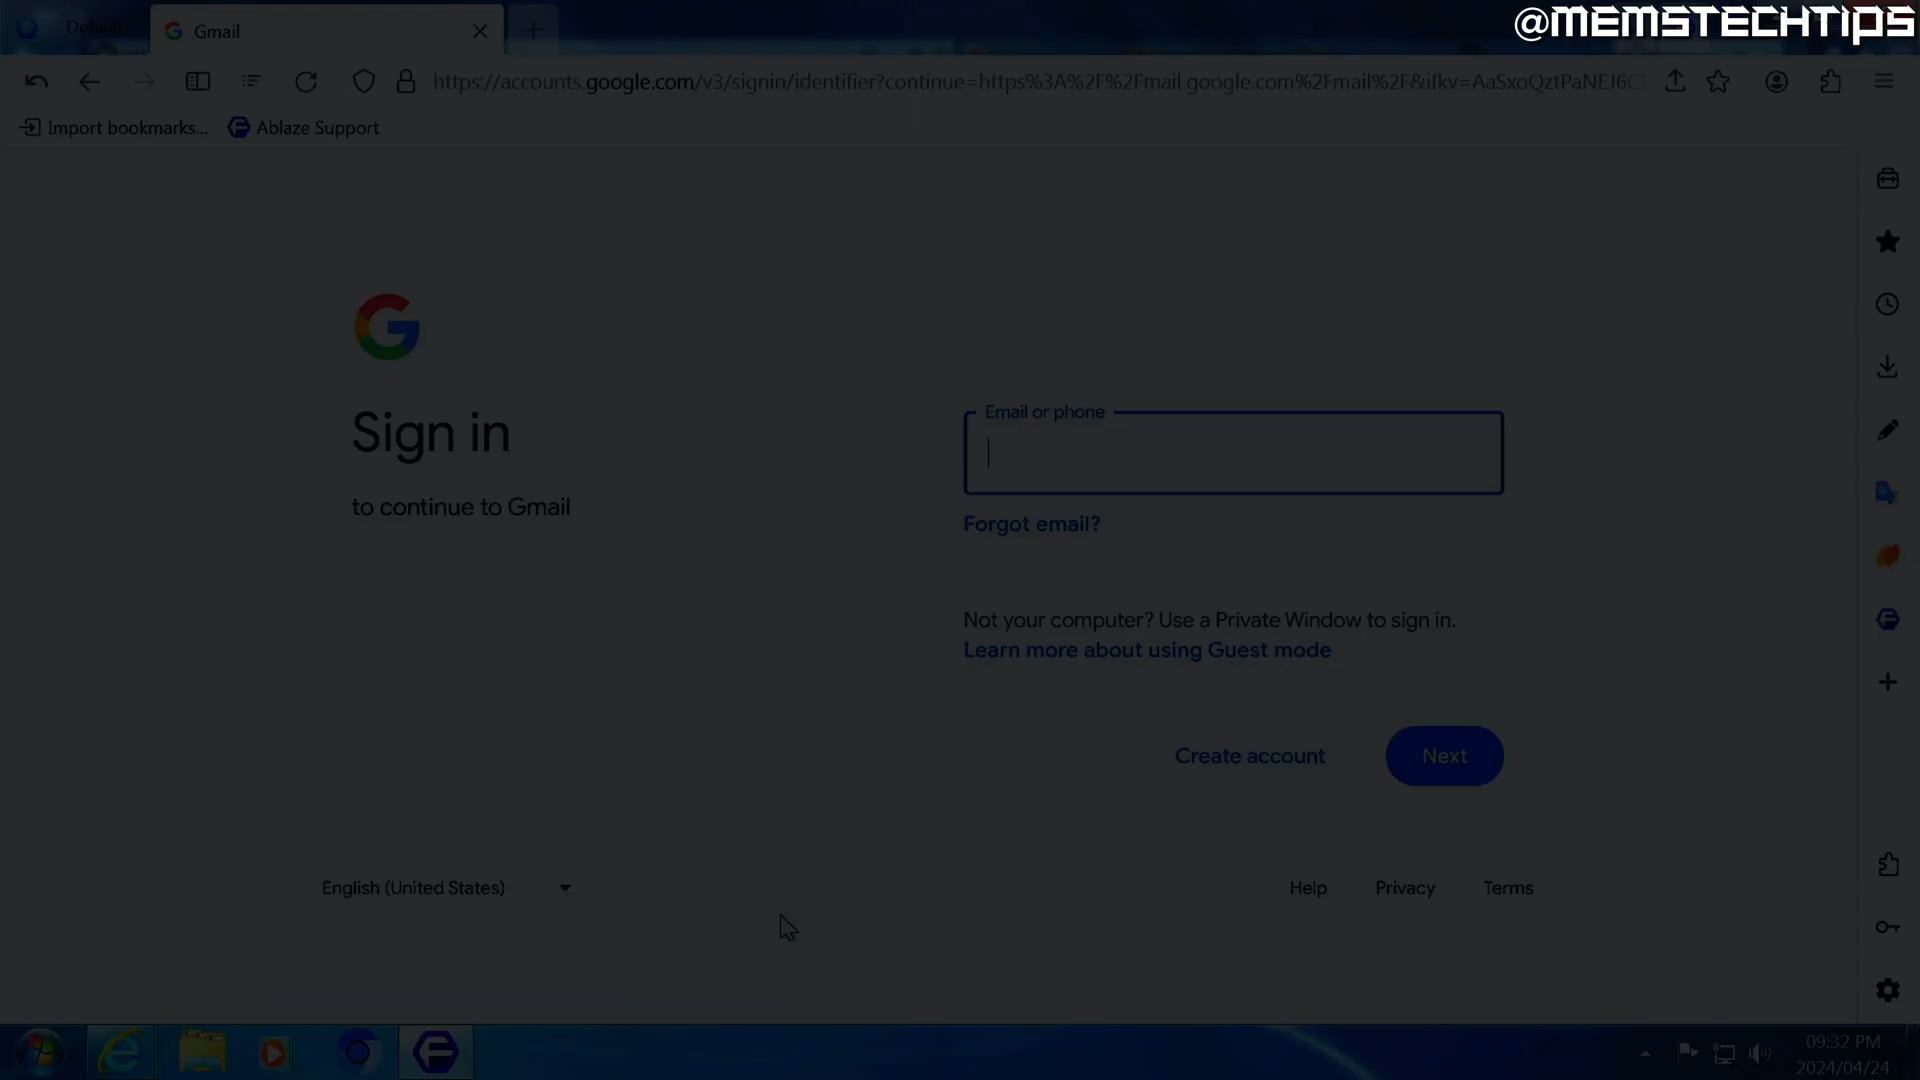 @MEMSTECHTIPS
Gmail
https://accounts.google.com/v3/signin/identifier?continue=https%3A%2F%2Fmail.google.com%2Fmail%2F&ifkv=AaSxoQztPaNEJ6C
Import bookmarks...
Ablaze Support
Sign in
to continue to Gmail
Email or phone
Forgot email?
Not your computer? Use a Private Window to sign in.
Learn more about using Guest mode
Create account
Next
English (United States)
Help
Privacy
Terms
09:32 PM
2024/04/24